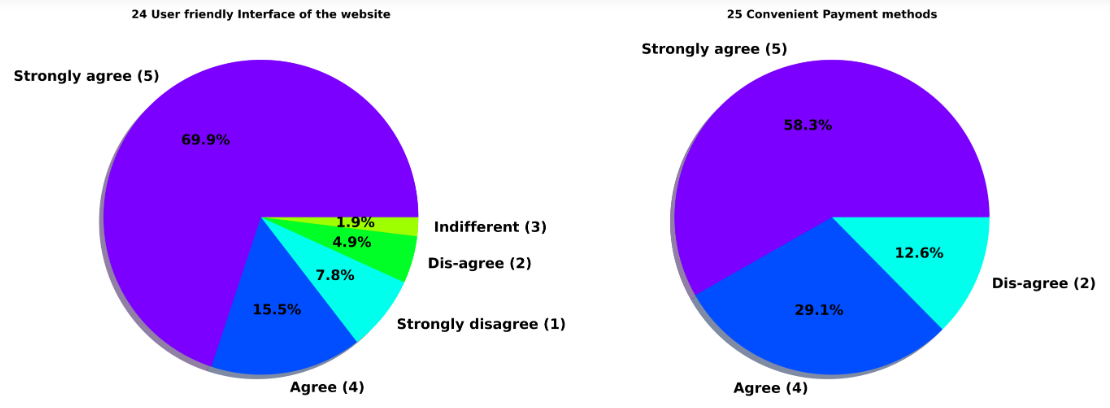 24 User friendly Interface of the website
Strongly agree (5)
69.9%
1.9%
Indifferent (3)
4.9%
Dis-agree (2)
7.8%
15.5%
Strongly disagree (1)
Agree (4)
25 Convenient Payment methods
Strongly agree (5)
58.3%
12.6%
Dis-agree (2)
29.1%
Agree (4)